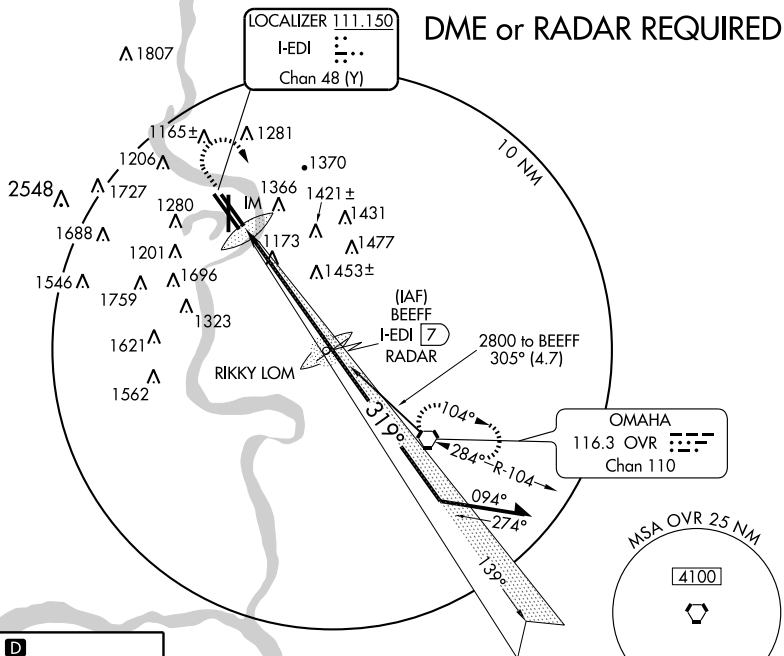 DME or RADAR REQUIRED
LOCALIZER 111.150
I-EDI
Chan 48 (Y)
1807
1165±
1281
10 NM
1206
1370
2548
1727
1366
1421±
1280
IM
1431
1688
1173
1477
1201
1453±
1546
1759
1696
1323
(IAF)
BEEFF
I-EDI 7
RADAR
2800 to BEEFF
305° (4.7)
1621
RIKKY LOM
1562
319°
104°
OMAHA
116.3 OVR
Chan 110
284°
R-104
094°
274°
139°
MSA OVR 25 NM
4100
D